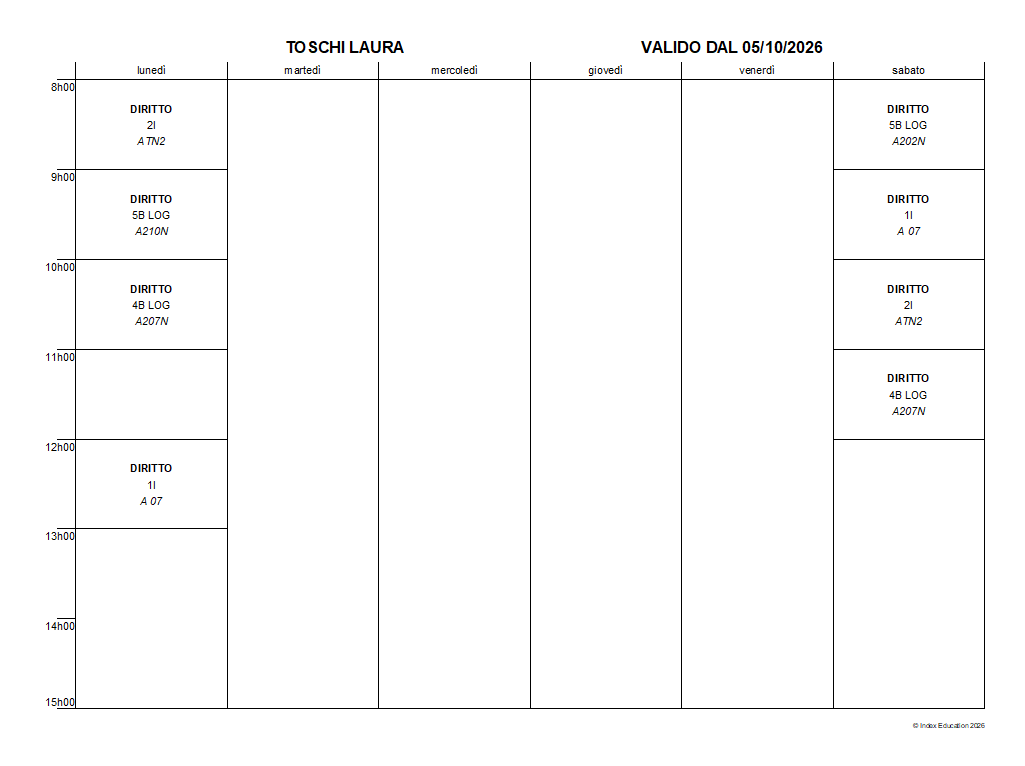 TOSCHI LAURA
VALIDO DAL 05/10/2026
lunedì martedì mercoledì giovedì venerdì sabato
8h00
DIRITTO
2I
ATN2
DIRITTO
5B LOG
A202N
9h00
DIRITTO
5B LOG
A210N
DIRITTO
1I
A 07
10h00
DIRITTO
4B LOG
A207N
DIRITTO
2I
ATN2
11h00
DIRITTO
4B LOG
A207N
12h00
DIRITTO
1I
A 07
13h00
14h00
15h00
© Index Education 2026